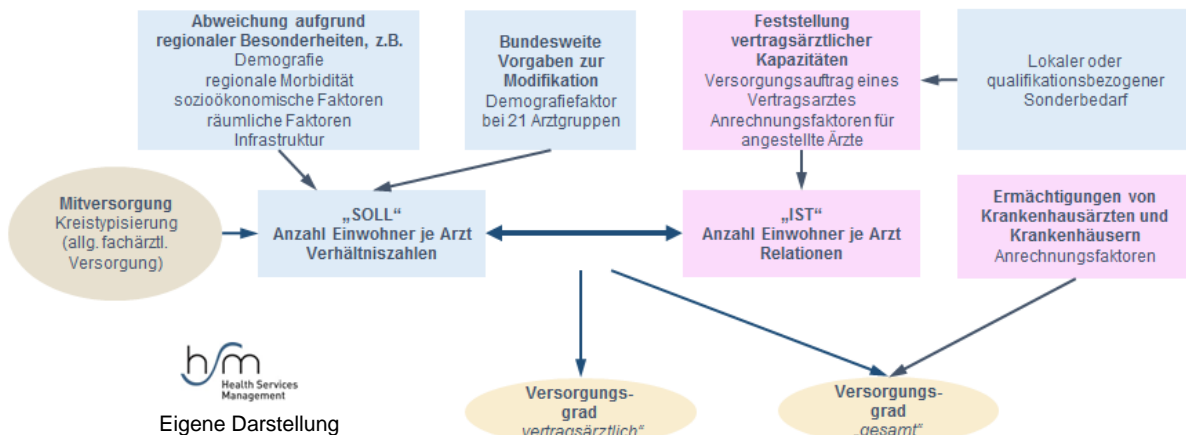 Abweichung aufgrund
regionaler Besonderheiten, z.B.
Demografie
regionale Morbidität
sozioökonomische Faktoren
räumliche Faktoren
Infrastruktur
Bundesweite
Vorgaben zur
Modifikation
Demografiefaktor
bei 21 Arztgruppen
Feststellung
vertragsärztlicher
Kapazitäten
Versorgungsauftrag eines
Vertragsarztes
Anrechnungsfaktoren für
angestellte Ärzte
Lokaler oder
qualifikationsbezogener
Sonderbedarf
Mitversorgung
Kreistypisierung
(allg. fachärztl.
Versorgung)
„SOLL“
Anzahl Einwohner je Arzt
Verhältniszahlen
„IST“
Anzahl Einwohner je Arzt
Relationen
Ermächtigungen von
Krankenhausärzten und
Krankenhäusern
Anrechnungsfaktoren
hsm
Health Services
Management
Eigene Darstellung
Versorgungs-
grad
„vertragsärztlich“
Versorgungs-
grad
„gesamt“